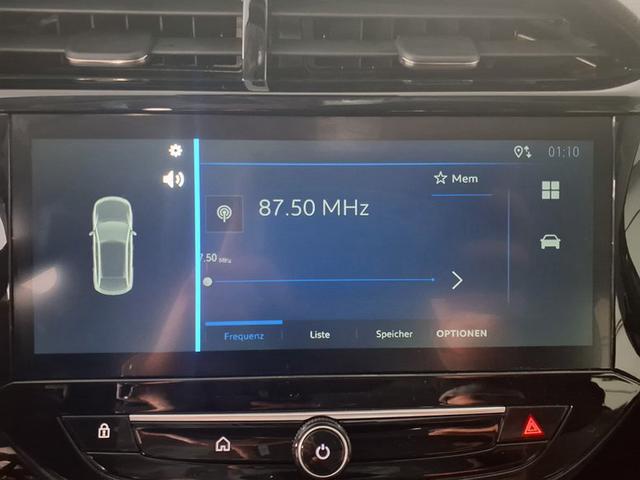 01:10
Mem
87.50 MHz
7.50 MHz
Frequenz
Liste
Speicher
OPTIONEN